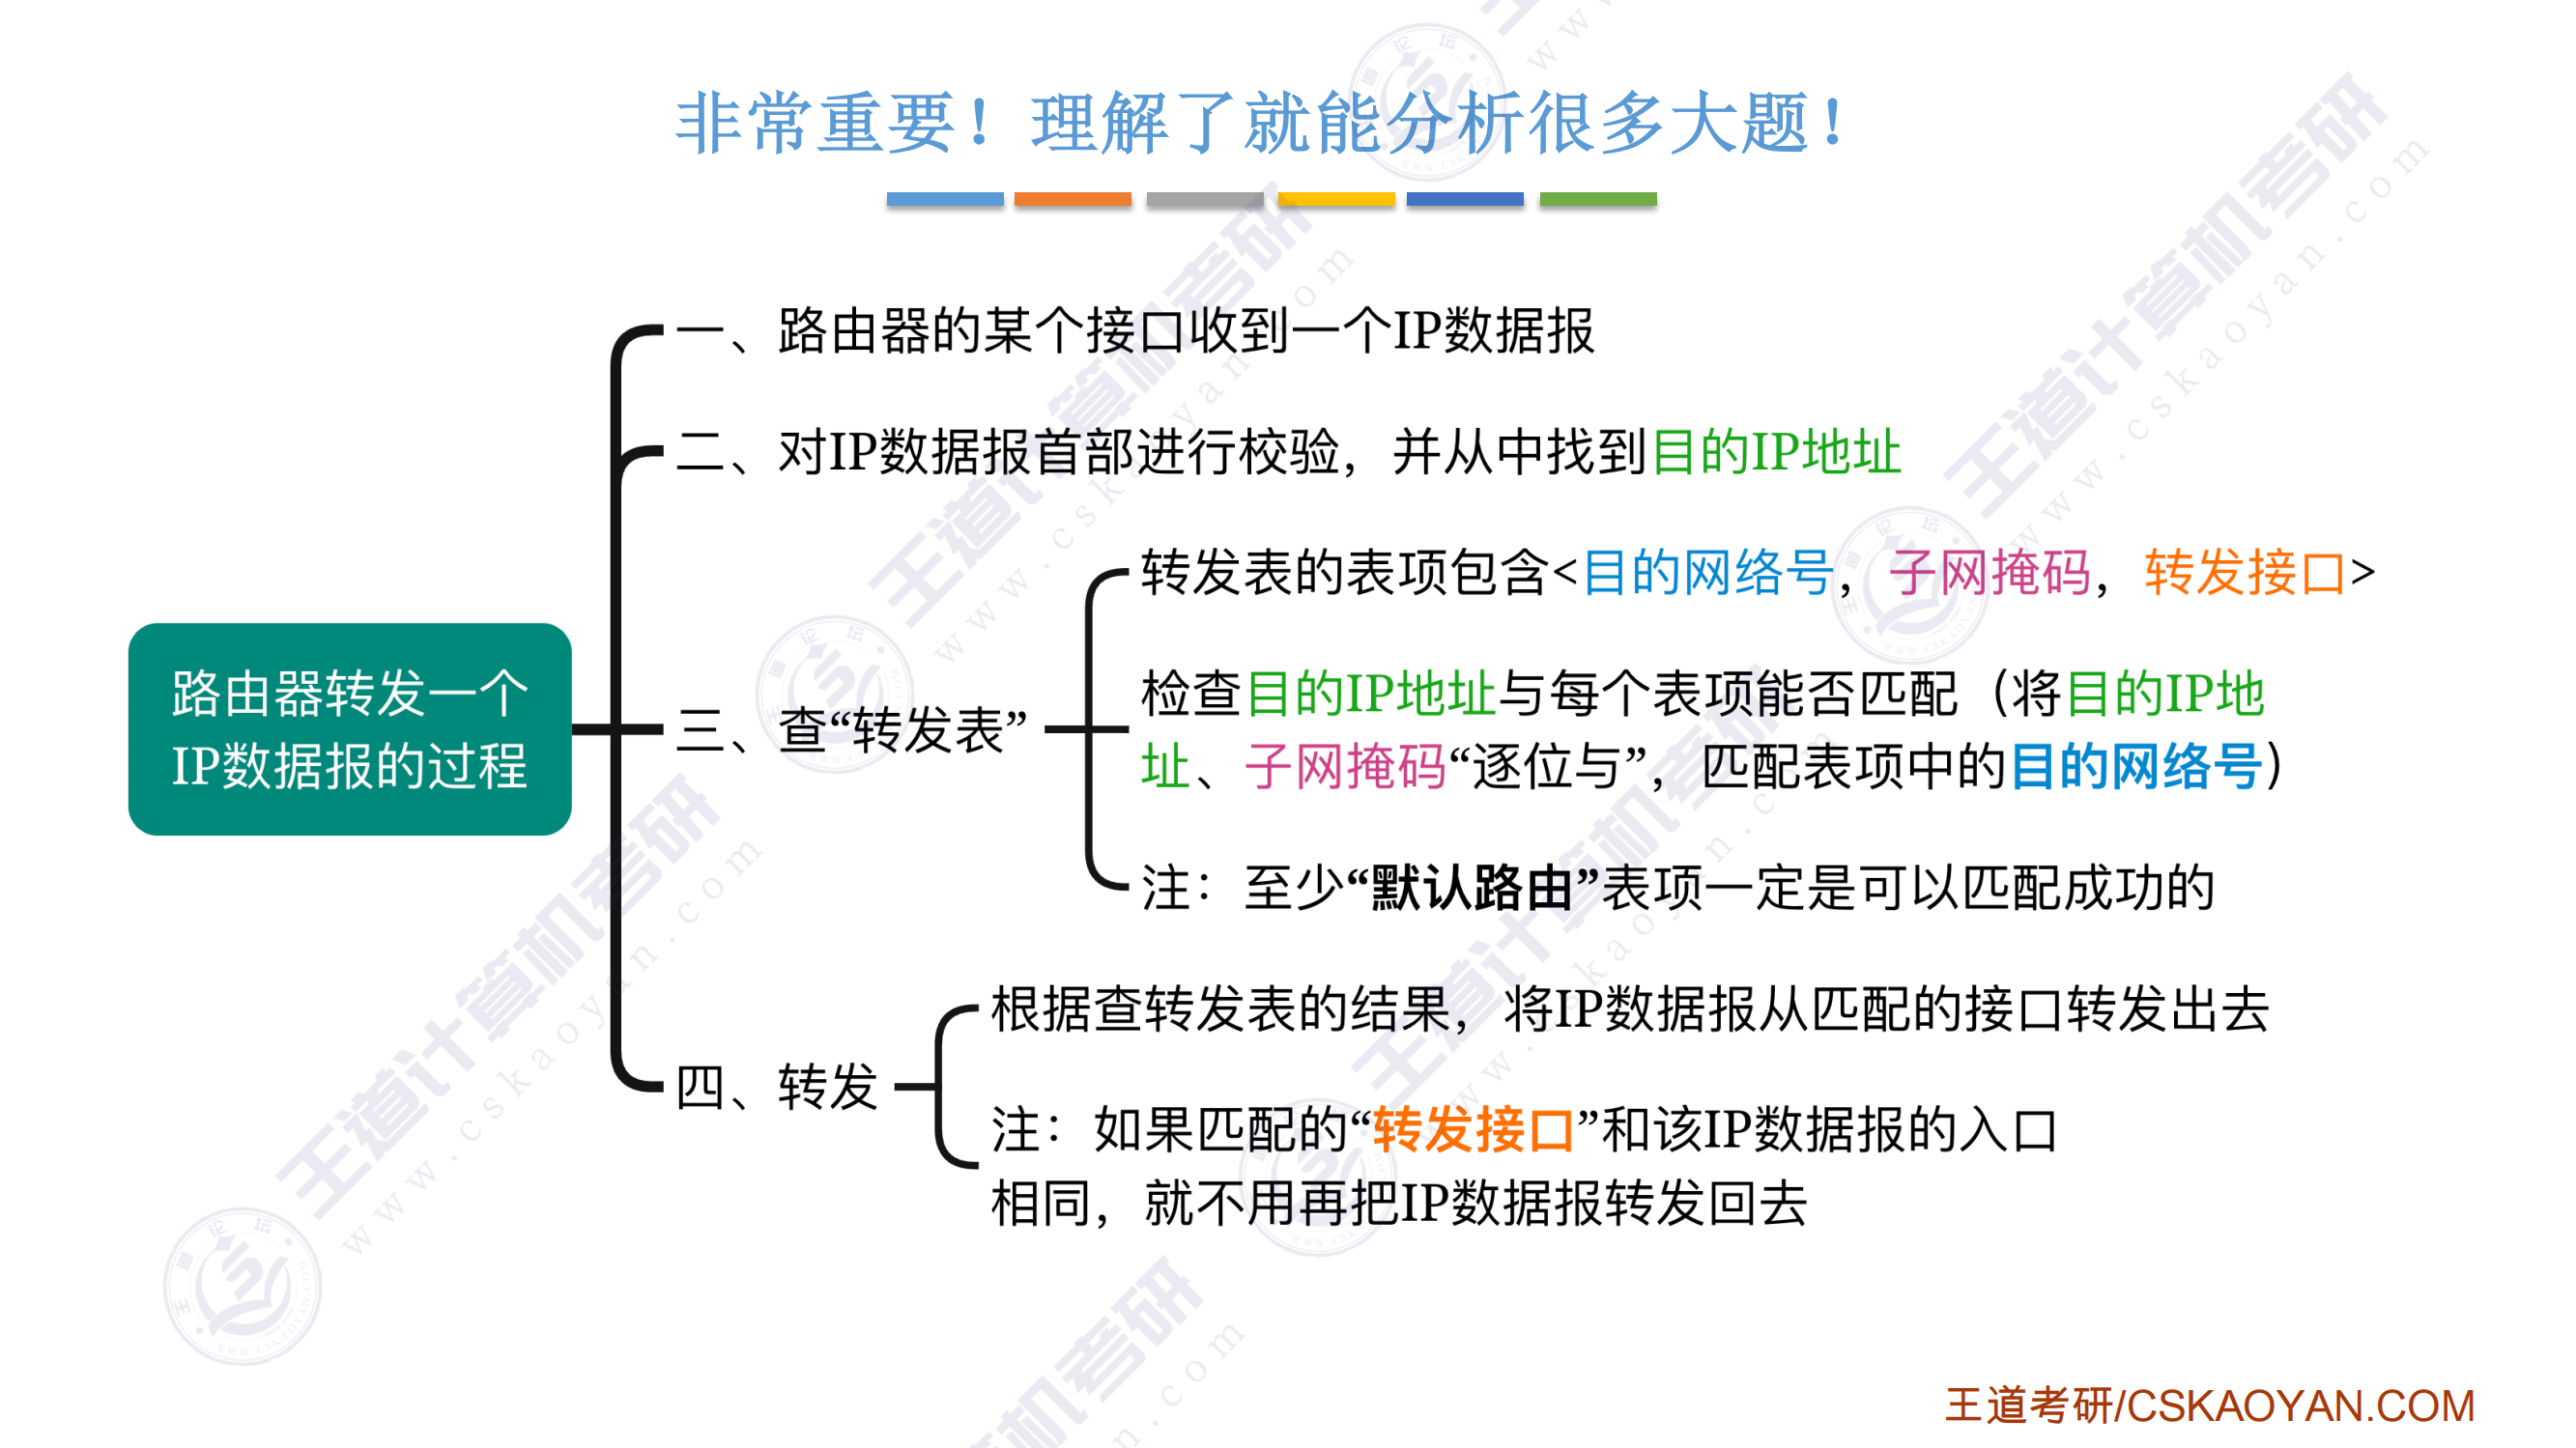 非常重要！理解了就能分析很多大题！
一、路由器的某个接口收到一个IP数据报
二、对IP数据报首部进行校验，并从中找到目的IP地址
路由器转发一个
IP数据报的过程
三、查“转发表”
转发表的表项包含<目的网络号，子网掩码，转发接口>
检查目的IP地址与每个表项能否匹配（将目的IP地
址、子网掩码“逐位与”，匹配表项中的目的网络号）
注：至少“默认路由”表项一定是可以匹配成功的
四、转发
根据查转发表的结果，将IP数据报从匹配的接口转发出去
注：如果匹配的“转发接口”和该IP数据报的入口
相同，就不用再把IP数据报转发回去
王道计算机考研
www.cskaoyan.com
王道考研/CSKAOYAN.COM